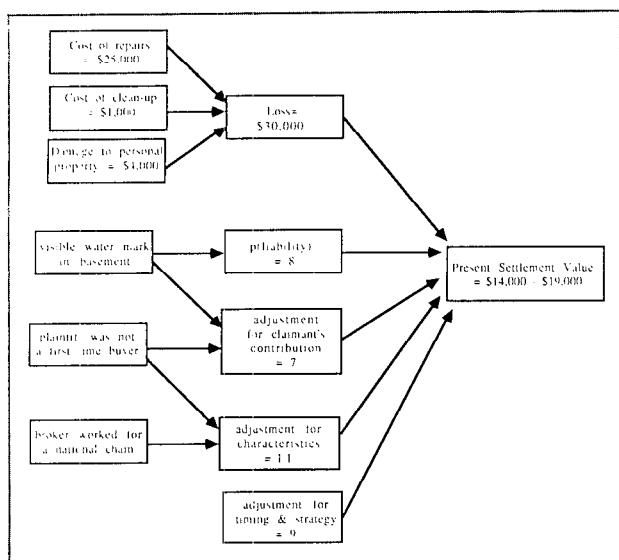 Cost of repairs
= $25,000
Cost of clean-up
= $1,000
Damage to personal
property = $4,000
Loss=
$30,000
visible water mark
in basement
p(liability)
= 8
Present Settlement Value
= $14,000 - $19,000
adjustment
for claimant's
contribution
= 7
plaintif was not
a first time buyer
broker worked for
a national chain
adjustment for
characteristics
= 1.1
adjustment for
timing & strategy
= 9